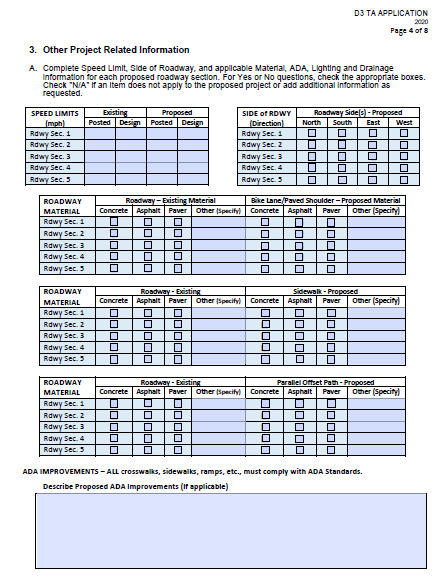 D3 TA APPLICATION
2020
Page 4 of 8
3. Other Project Related Information
A. Complete Speed Limit, Side of Roadway, and applicable Material, ADA, Lighting and Drainage
information for each proposed roadway section. For Yes or No questions, check the appropriate boxes.
Check "N/A" if an item does not apply to the proposed project or add additional information as
requested.
SPEED LIMITS Existing Proposed
(mph) Posted Design Posted Design
Rdwy Sec. 1
Rdwy Sec. 2
Rdwy Sec. 3
Rdwy Sec. 4
Rdwy Sec. 5
SIDE of RDWY Roadway Side(s) - Proposed
(Direction) North South East West
Rdwy Sec. 1
Rdwy Sec. 2
Rdwy Sec. 3
Rdwy Sec. 4
Rdwy Sec. 5
ROADWAY Roadway – Existing Material Bike Lane/Paved Shoulder – Proposed Material
MATERIAL Concrete Asphalt Paver Other (Specify) Concrete Asphalt Paver Other (Specify)
Rdwy Sec. 1
Rdwy Sec. 2
Rdwy Sec. 3
Rdwy Sec. 4
Rdwy Sec. 5
ROADWAY Roadway - Existing Sidewalk - Proposed
MATERIAL Concrete Asphalt Paver Other (Specify) Concrete Asphalt Paver Other (Specify)
Rdwy Sec. 1
Rdwy Sec. 2
Rdwy Sec. 3
Rdwy Sec. 4
Rdwy Sec. 5
ROADWAY Roadway - Existing Parallel Offset Path - Proposed
MATERIAL Concrete Asphalt Paver Other (Specify) Concrete Asphalt Paver Other (Specify)
Rdwy Sec. 1
Rdwy Sec. 2
Rdwy Sec. 3
Rdwy Sec. 4
Rdwy Sec. 5
ADA IMPROVEMENTS – ALL crosswalks, sidewalks, ramps, etc., must comply with ADA Standards.
Describe Proposed ADA Improvements (if applicable)